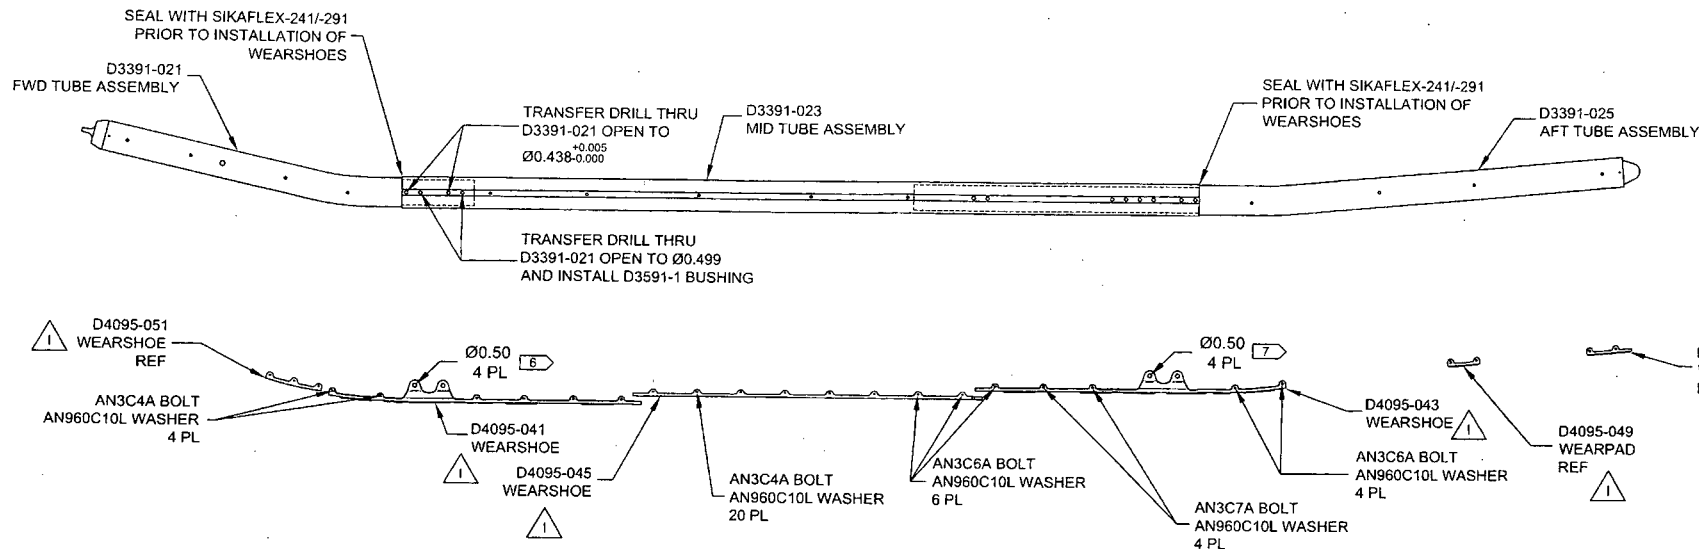 SEAL WITH SIKAFLEX-241/-291
PRIOR TO INSTALLATION OF
WEARSHOES
D3391-021
FWD TUBE ASSEMBLY
TRANSFER DRILL THRU
D3391-021 OPEN TO
Ø0.438+0.005
-0.000
D3391-023
MID TUBE ASSEMBLY
SEAL WITH SIKAFLEX-241/-291
PRIOR TO INSTALLATION OF
WEARSHOES
D3391-025
AFT TUBE ASSEMBLY
TRANSFER DRILL THRU
D3391-021 OPEN TO Ø0.499
AND INSTALL D3591-1 BUSHING
1
D4095-051
WEARSHOE
REF
Ø0.50
4 PL
6
Ø0.50
4 PL
7
AN3C4A BOLT
AN960C10L WASHER
4 PL
D4095-041
WEARSHOE
1
D4095-045
WEARSHOE
1
AN3C4A BOLT
AN960C10L WASHER
20 PL
AN3C6A BOLT
AN960C10L WASHER
6 PL
AN3C7A BOLT
AN960C10L WASHER
4 PL
D4095-043
WEARSHOE
1
AN3C6A BOLT
AN960C10L WASHER
4 PL
D4095-049
WEARPAD
REF
1